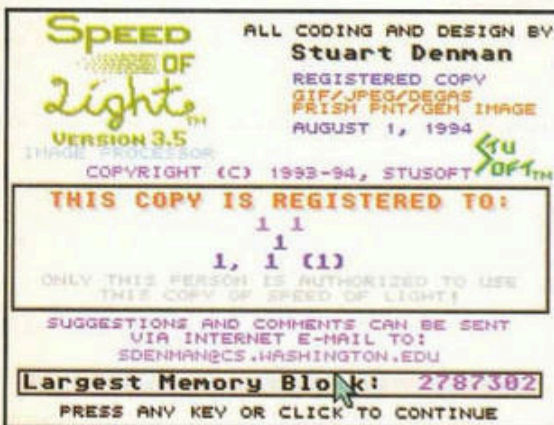 SPEED
OF
Light TM
VERSION 3.5
IMAGE PROCESSOR
ALL CODING AND DESIGN BY
Stuart Denman
REGISTERED COPY
GIF/JPEG/DEGAS
PRISM PNT/GEM IMAGE
AUGUST 1, 1994
STU
SOFT TM
COPYRIGHT (C) 1993-94, STUSOFT
THIS COPY IS REGISTERED TO:
1 1
1
1, 1 (1)
ONLY THIS PERSON IS AUTHORIZED TO USE
THIS COPY OF SPEED OF LIGHT!
SUGGESTIONS AND COMMENTS CAN BE SENT
VIA INTERNET E-MAIL TO:
SDENMAN@CS.WASHINGTON.EDU
Largest Memory Block: 2787302
PRESS ANY KEY OR CLICK TO CONTINUE